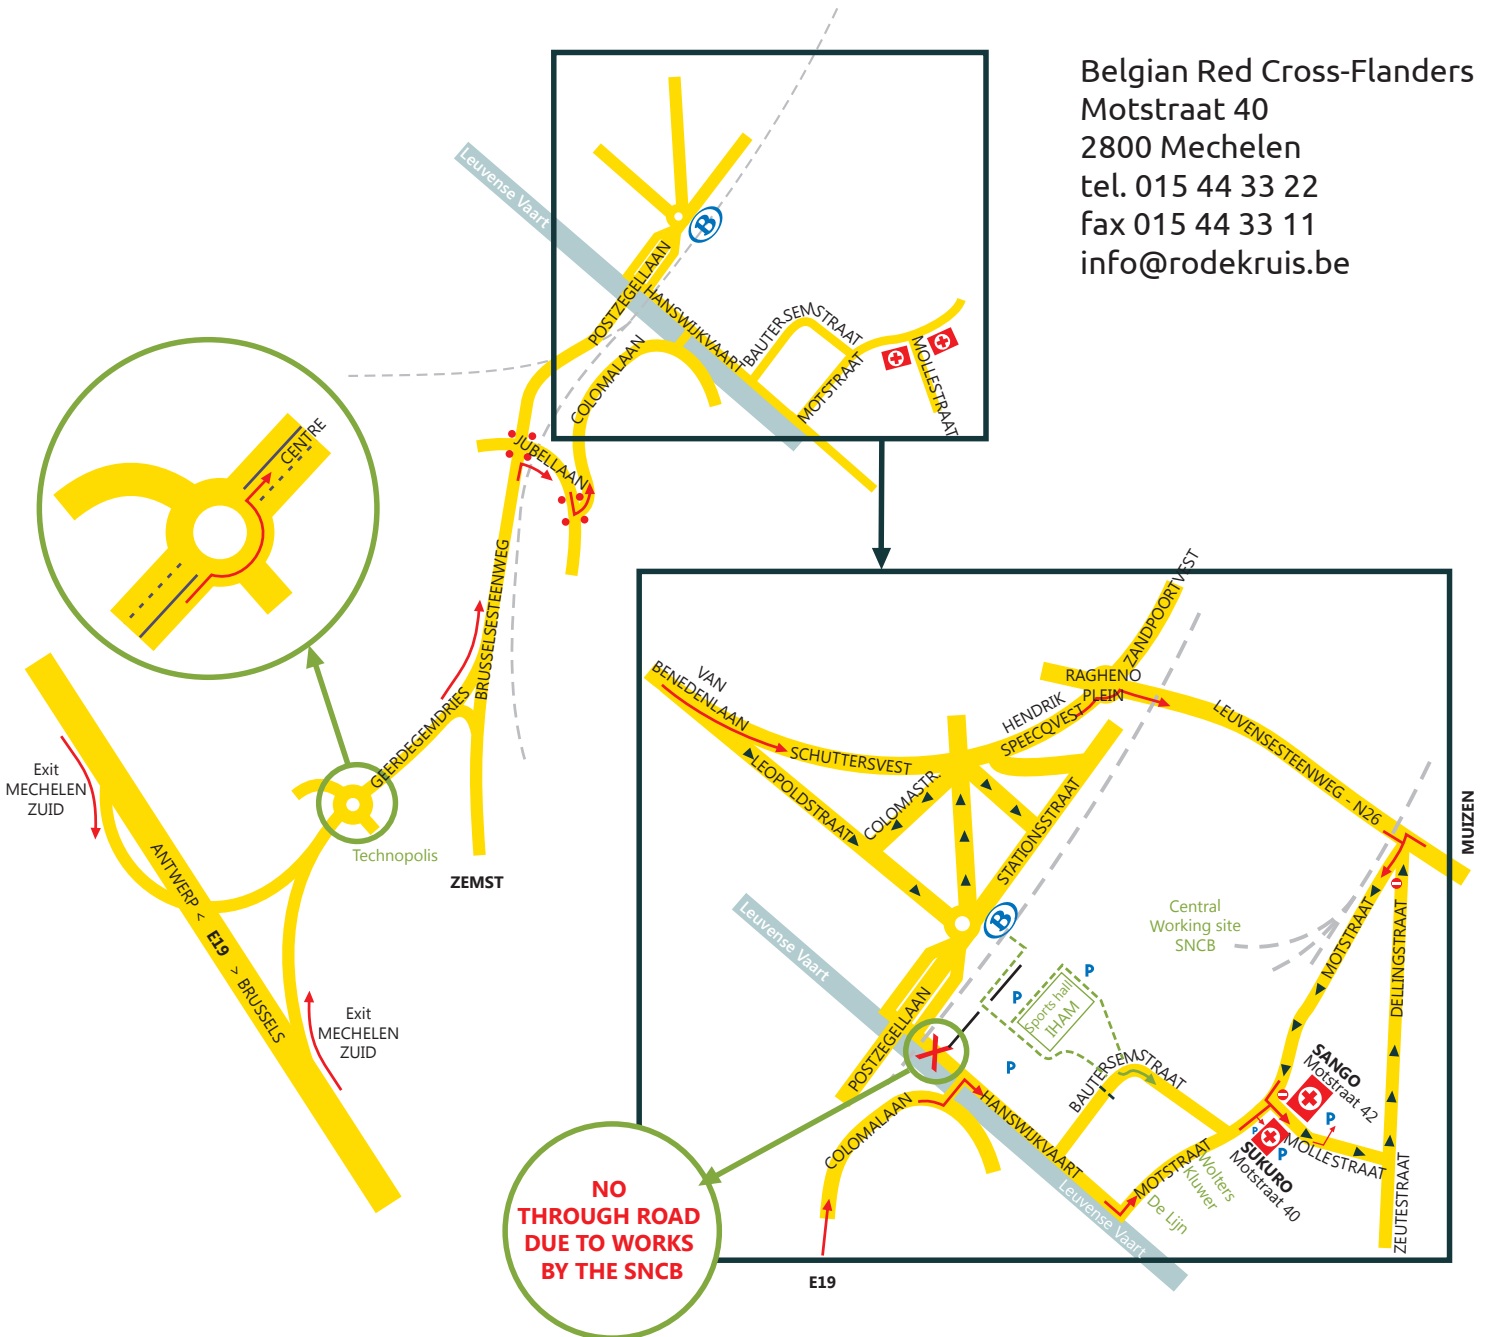 Belgian Red Cross-Flanders
Motstraat 40
2800 Mechelen
tel. 015 44 33 22
fax 015 44 33 11
info@rodekruis.be
Leuvense Vaart
B
POSTZEGELLAAN
HANSWIJKVAART
BAUTERSEMSTRAAT
COLOMALAAN
MOTSTRAAT
MOLLESTRAAT
JUBELLAAN
CENTRE
BRUSSELSESTEENWEG
GEERDEGEMDRIES
Exit
MECHELEN
ZUID
Technopolis
ZEMST
ANTWERP < E19 > BRUSSELS
Exit
MECHELEN
ZUID
ZANDPOORTVEST
RAGHENO
PLEIN
VAN
BENEDENLAAN
HENDRIK
SPEECQVEST
SCHUTTERSVEST
LEUVENSESTEENWEG - N26
MUIZEN
LEOPOLDSTRAAT
COLOMASTR.
STATIONSSTRAAT
Leuvense Vaart
B
Central
Working site
SNCB
MOTSTRAAT
DELLINGSTRAAT
P
P
P
Sports hall
IHAM
POSTZEGELLAAN
BAUTERSEMSTRAAT
SANGO
Motstraat 42
P
P
P
SUKURO
Motstraat 40
MOLLESTRAAT
ZEUTESTRAAT
COLOMALAAN
HANSWIJKVAART
MOTSTRAAT
Wolters
Kluwer
De Lijn
Leuvense Vaart
NO
THROUGH ROAD
DUE TO WORKS
BY THE SNCB
E19